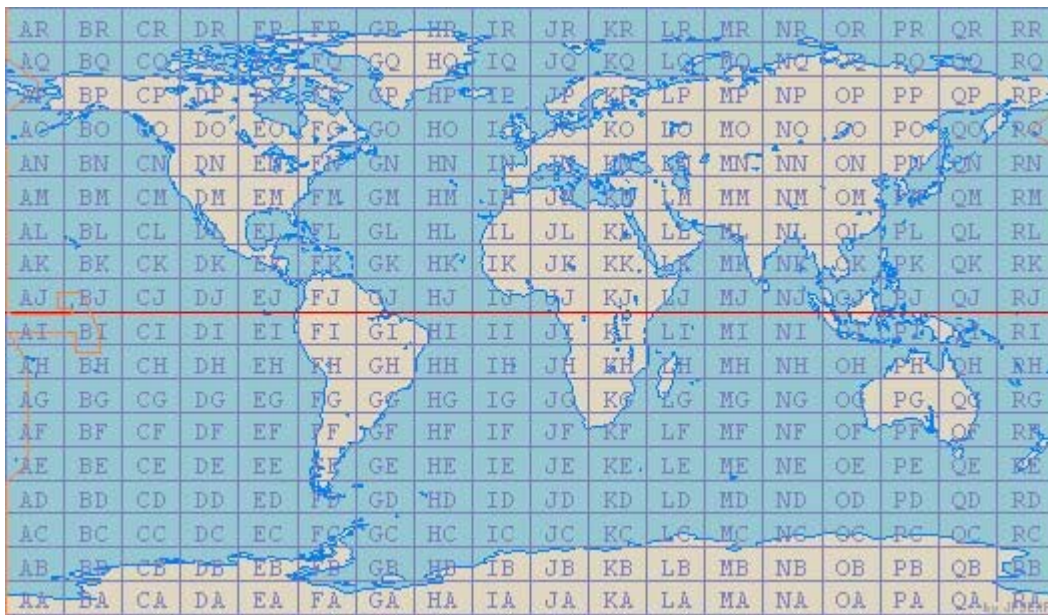 AR BR CR DR ER FR GR HR IR JR KR LR MR NR OR PR QR RR
AQ BQ CQ DQ EQ FQ GQ HQ IQ JQ KQ LQ MQ NQ OQ PQ QQ RQ
AP BP CP DP EP FP GP HP IP JP KP LP MP NP OP PP QP RP
AO BO CO DO EO FO GO HO IO JO KO LO MO NO OO PO QO RO
AN BN CN DN EN FN GN HN IN JN KN LN MN NN ON PN QN RN
AM BM CM DM EM FM GM HM IM JM KM LM MM NM OM PM QM RM
AL BL CL DL EL FL GL HL IL JL KL LL ML NL OL PL QL RL
AK BK CK DK EK FK GK HK IK JK KK LK MK NK OK PK QK RK
AJ BJ CJ DJ EJ FJ GJ HJ IJ JJ KJ LJ MJ NJ OJ PJ QJ RJ
AI BI CI DI EI FI GI HI II JI KI LI MI NI OI PI QI RI
AH BH CH DH EH FH GH HH IH JH KH LH MH NH OH PH QH RH
AG BG CG DG EG FG GG HG IG JG KG LG MG NG OG PG QG RG
AF BF CF DF EF FF GF HF IF JF KF LF MF NF OF PF QF RF
AE BE CE DE EE FE GE HE IE JE KE LE ME NE OE PE QE RE
AD BD CD DD ED FD GD HD ID JD KD LD MD ND OD PD QD RD
AC BC CC DC EC FC GC HC IC JC KC LC MC NC OC PC QC RC
AB BB CB DB EB FB GB HB IB JB KB LB MB NB OB PB QB RB
AA BA CA DA EA FA GA HA IA JA KA LA MA NA OA PA QA RA